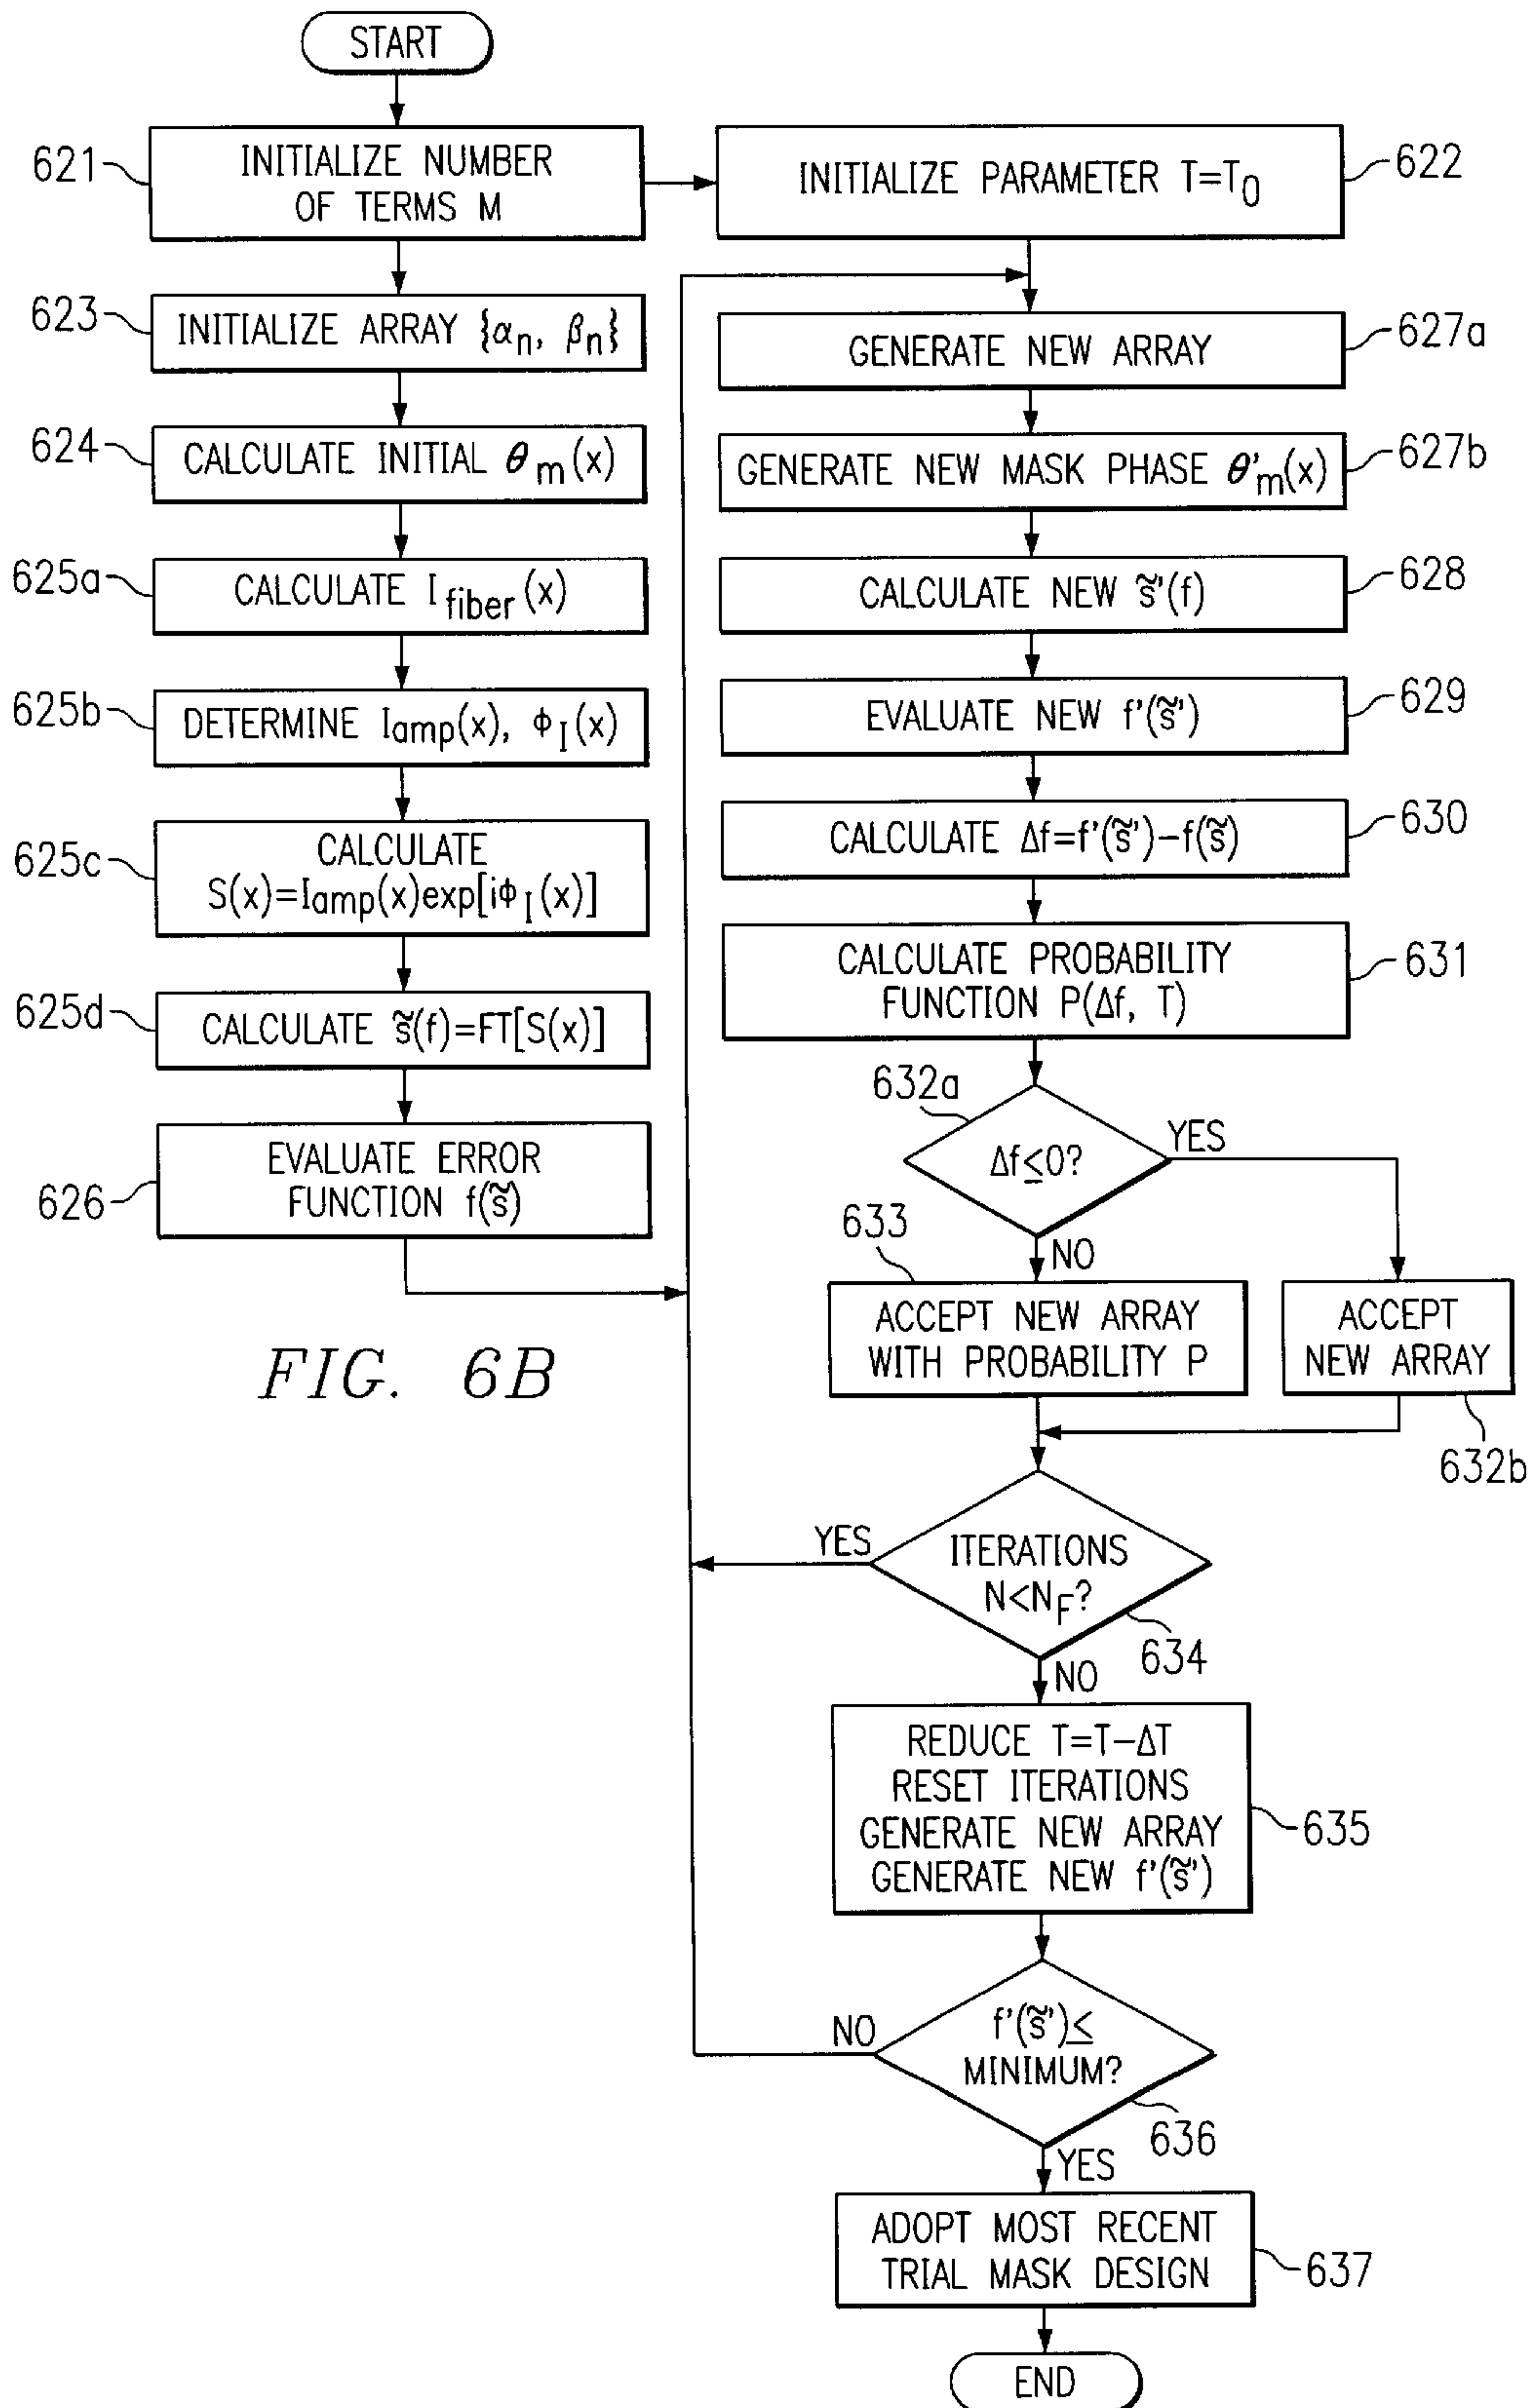 START
621
INITIALIZE NUMBER
OF TERMS M
INITIALIZE PARAMETER T=T0
622
623
INITIALIZE ARRAY {αn, βn}
624
CALCULATE INITIAL θm(x)
625a
CALCULATE Ifiber(x)
625b
DETERMINE Iamp(x), ϕI(x)
625c
CALCULATE
S(x)=Iamp(x)exp[iϕI(x)]
625d
CALCULATE s̃(f)=FT[S(x)]
626
EVALUATE ERROR
FUNCTION f(s̃)
FIG. 6B
GENERATE NEW ARRAY
627a
GENERATE NEW MASK PHASE θ'm(x)
627b
CALCULATE NEW s̃'(f)
628
EVALUATE NEW f'(s̃')
629
CALCULATE Δf=f'(s̃')-f(s̃)
630
CALCULATE PROBABILITY
FUNCTION P(Δf, T)
631
632a
Δf≤0?
YES
NO
633
ACCEPT NEW ARRAY
WITH PROBABILITY P
ACCEPT
NEW ARRAY
632b
YES
ITERATIONS
N<NF?
634
NO
REDUCE T=T-ΔT
RESET ITERATIONS
GENERATE NEW ARRAY
GENERATE NEW f'(s̃')
635
NO
f'(s̃')≤
MINIMUM?
636
YES
ADOPT MOST RECENT
TRIAL MASK DESIGN
637
END